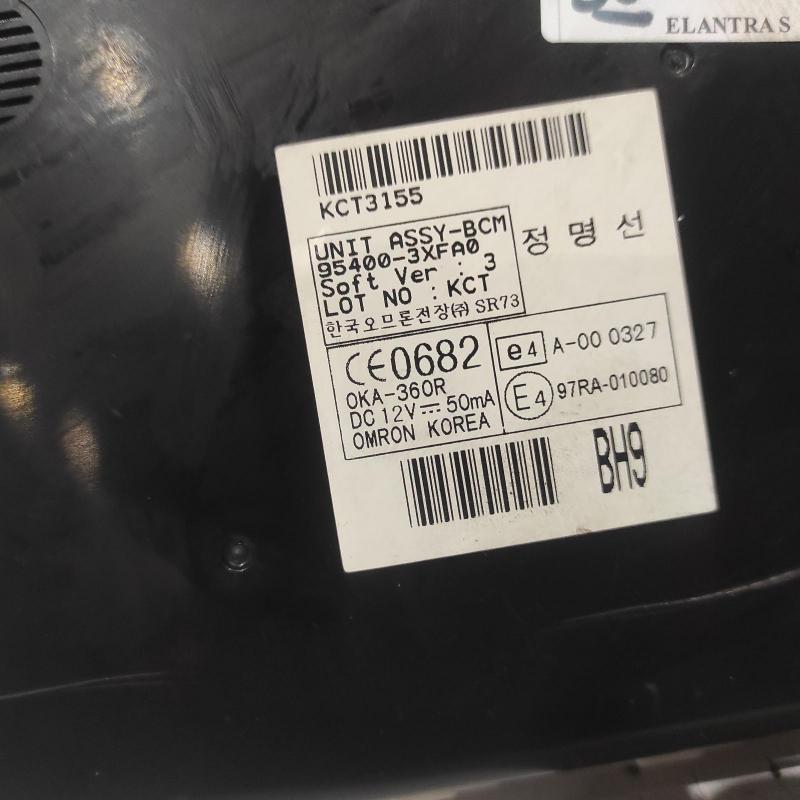 ELANTRA S
KCT3155
UNIT ASSY-BCM
95400-3XFA0
Soft Ver : 3
LOT NO : KCT
한국오므론전장㈜ SR73
정 명 선
CE0682
OKA-360R
DC 12V⎓50mA
OMRON KOREA
e4 A-00 0327
E4 97RA-010080
BH9